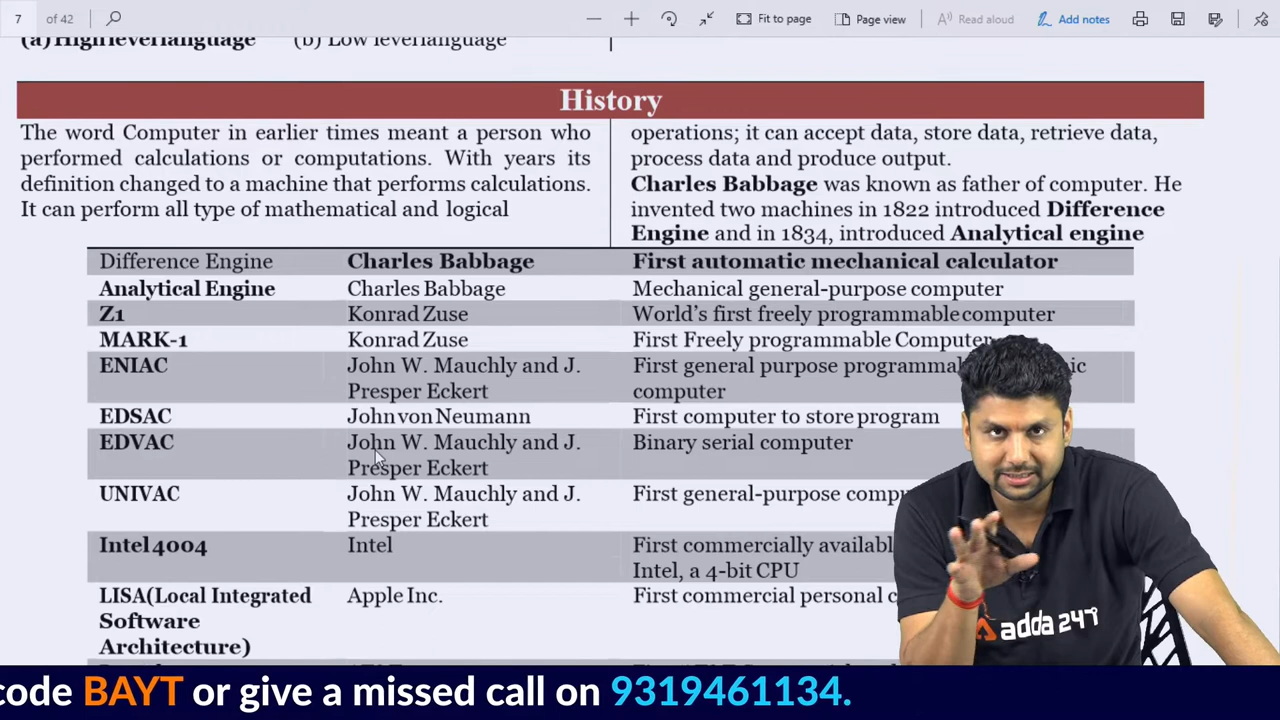 7 of 42 Fit to page Page view Read aloud Add notes
(a) High level language (b) Low level language
History
The word Computer in earlier times meant a person who
performed calculations or computations. With years its
definition changed to a machine that performs calculations.
It can perform all type of mathematical and logical
operations; it can accept data, store data, retrieve data,
process data and produce output.
Charles Babbage was known as father of computer. He
invented two machines in 1822 introduced Difference
Engine and in 1834, introduced Analytical engine
Difference Engine Charles Babbage First automatic mechanical calculator
Analytical Engine Charles Babbage Mechanical general-purpose computer
Z1 Konrad Zuse World's first freely programmable computer
MARK-1 Konrad Zuse First Freely programmable Computer
ENIAC John W. Mauchly and J. First general purpose
Presper Eckert computer
EDSAC John von Neumann First computer to store program
EDVAC John W. Mauchly and J. Binary serial computer
Presper Eckert
UNIVAC John W. Mauchly and J. First general-purpose
Presper Eckert
Intel 4004 Intel First commercially
Intel, a 4-bit CPU
LISA(Local Integrated Apple Inc. First commercial personal
Software
Architecture)
adda 247
code BAYT or give a missed call on 9319461134.